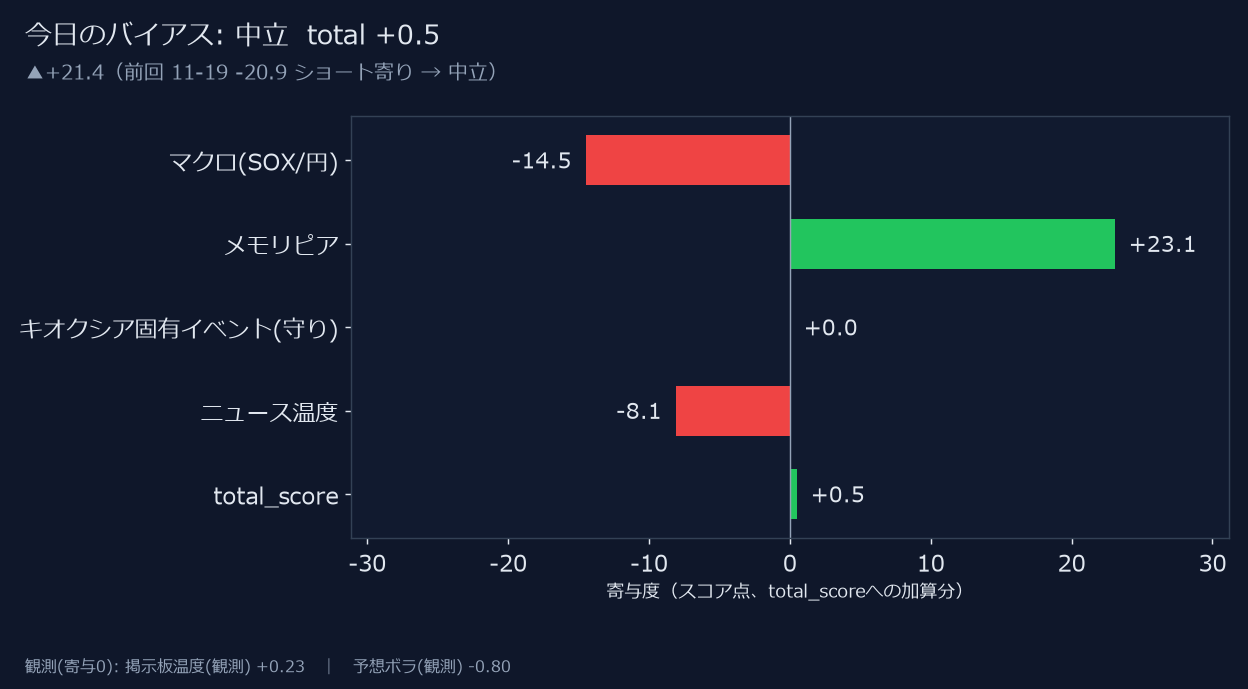 今日のバイアス: 中立  total +0.5
▲+21.4（前回 11-19 -20.9 ショート寄り → 中立）
マクロ(SOX/円)
-14.5
メモリピア
+23.1
キオクシア固有イベント(守り)
+0.0
ニュース温度
-8.1
total_score
+0.5
-30 -20 -10 0 10 20 30
寄与度（スコア点、total_scoreへの加算分）
観測(寄与0): 掲示板温度(観測) +0.23 ｜ 予想ボラ(観測) -0.80